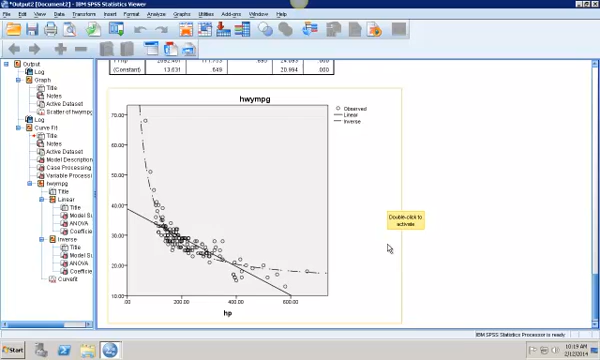 *Output2 [Document2] - IBM SPSS Statistics Viewer
File Edit View Data Transform Insert Format Analyze Graphs Utilities Add-ons Window Help
Output
Log
Graph
Title
Notes
Active Dataset
Scatter of hwympg
Log
Curve Fit
Title
Notes
Active Dataset
Model Description
Case Processing
Variable Processing
hwympg
Title
Linear
Title
Model Su
ANOVA
Coefficie
Inverse
Title
Model Su
ANOVA
Coefficie
Curvefit
(Constant) 13.631 .649 20.994 .000
hwympg
Observed
Linear
Inverse
70.00
60.00
50.00
40.00
30.00
20.00
10.00
.00 200.00 400.00 600.00
hp
Double-click to
activate
IBM SPSS Statistics Processor is ready
Start
10:19 AM
2/12/2014